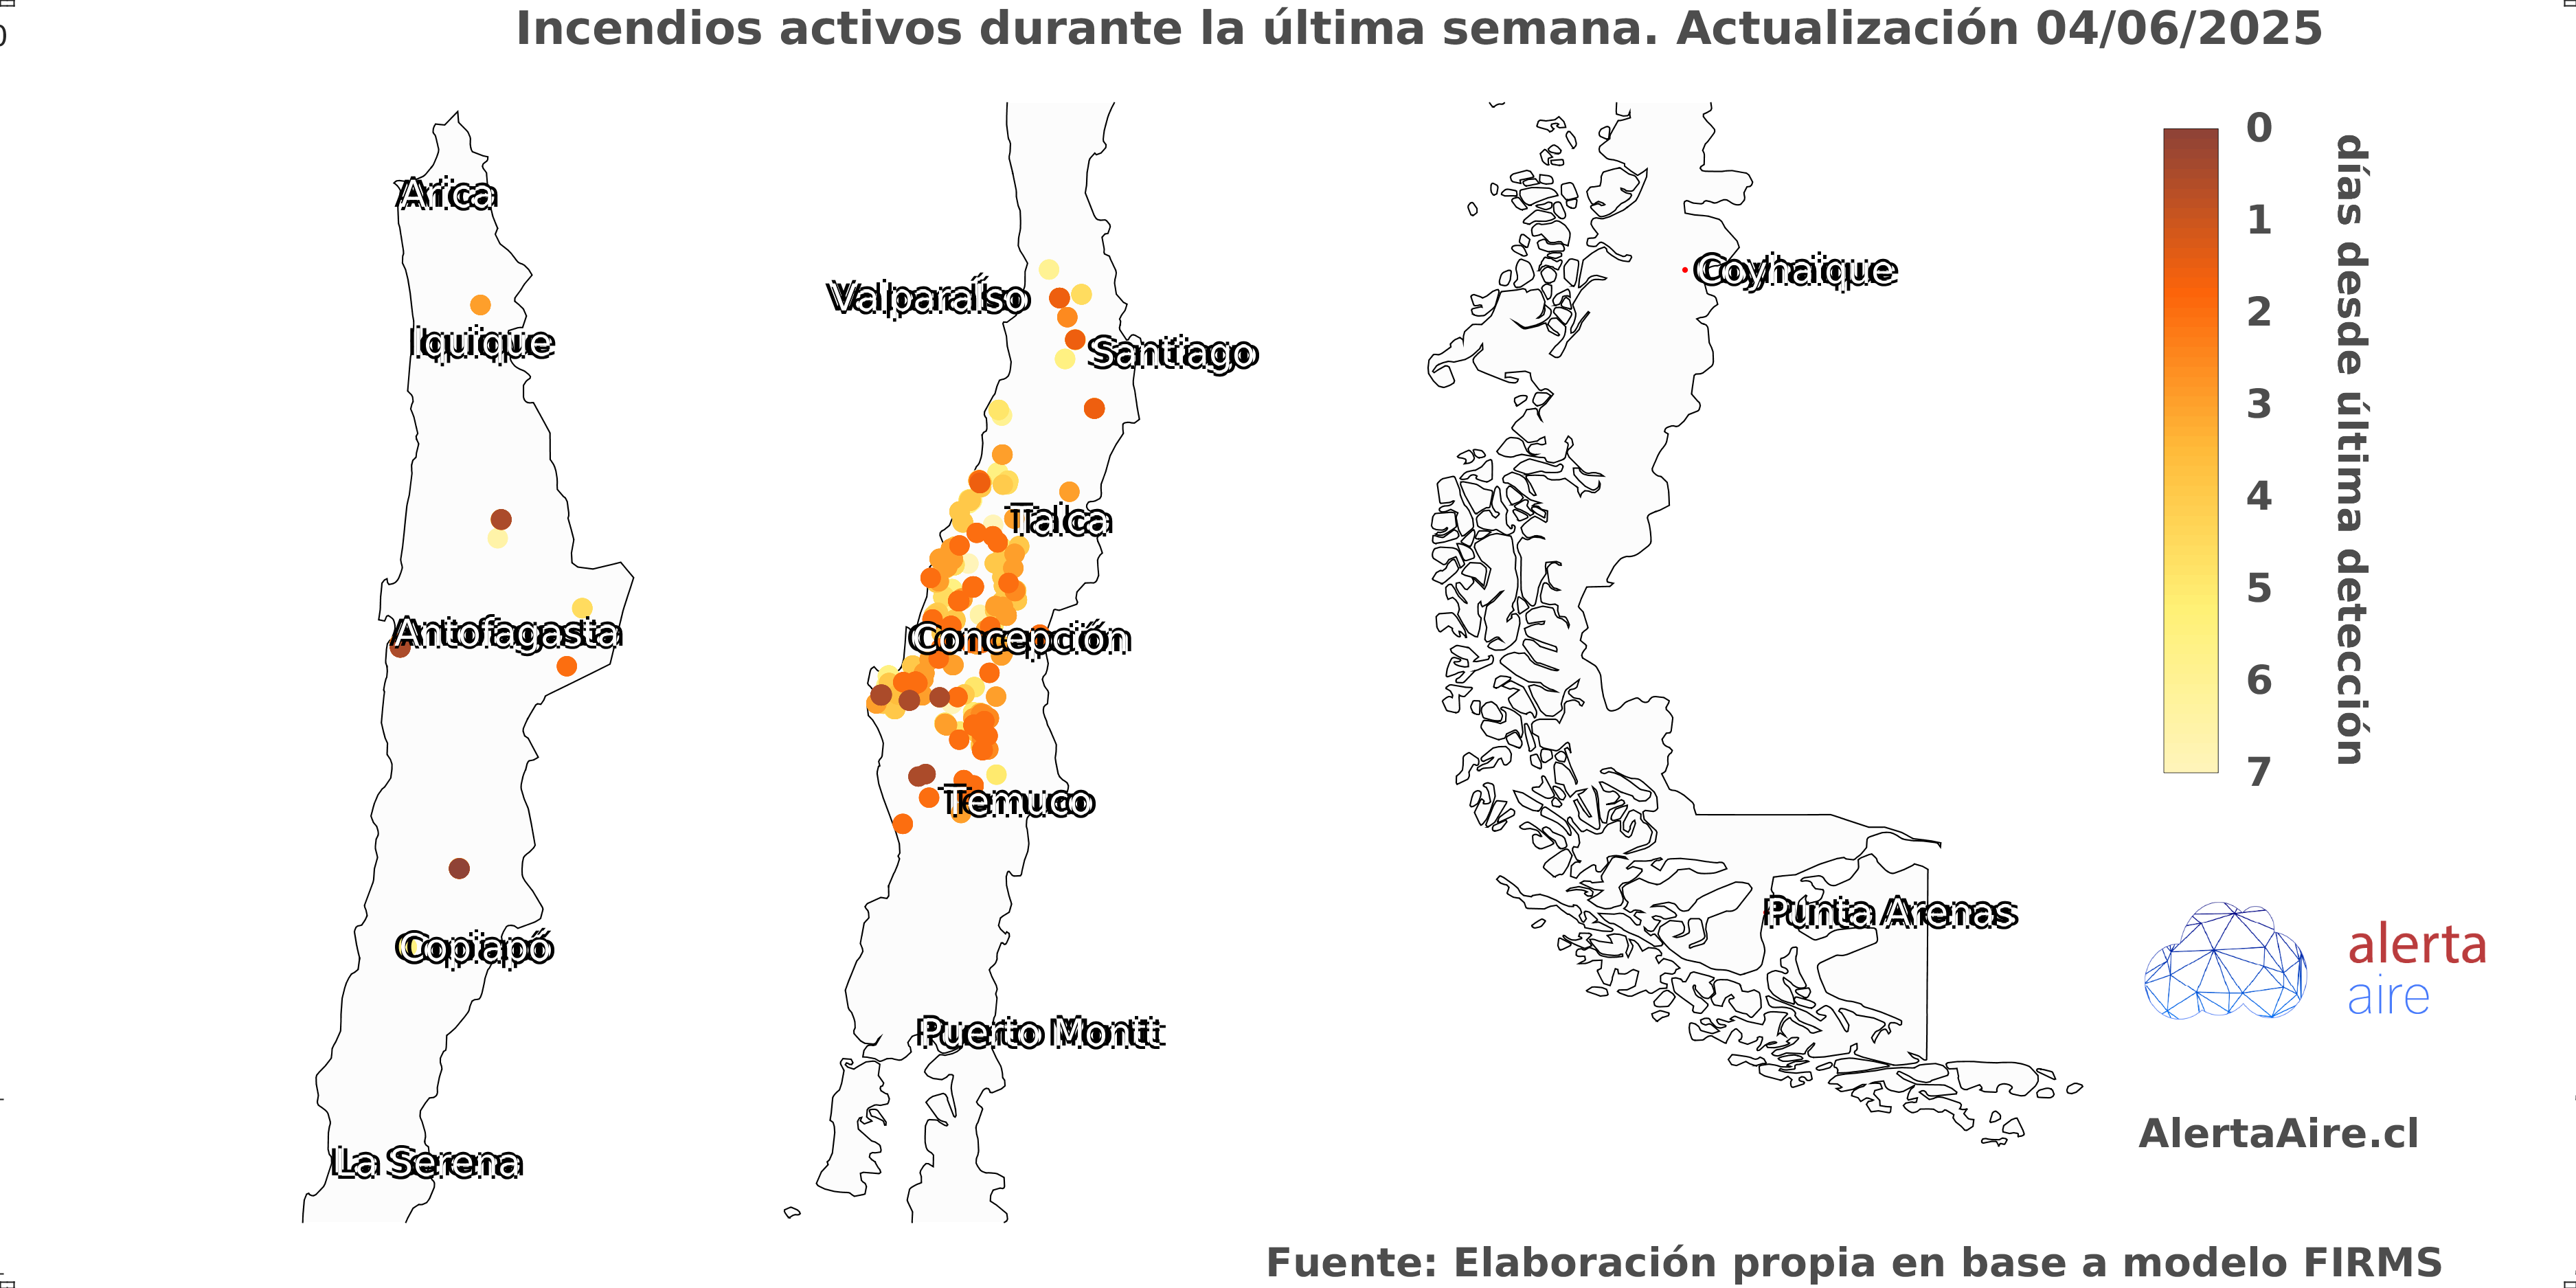 Incendios activos durante la última semana. Actualización 04/06/2025
0
Arica
Iquique
Antofagasta
Copiapó
La Serena
Valparaíso
Santiago
Talca
Concepción
Temuco
Puerto Montt
Coyhaique
Punta Arenas
0
1
2
3
4
5
6
7
días desde última detección
alerta
aire
AlertaAire.cl
Fuente: Elaboración propia en base a modelo FIRMS